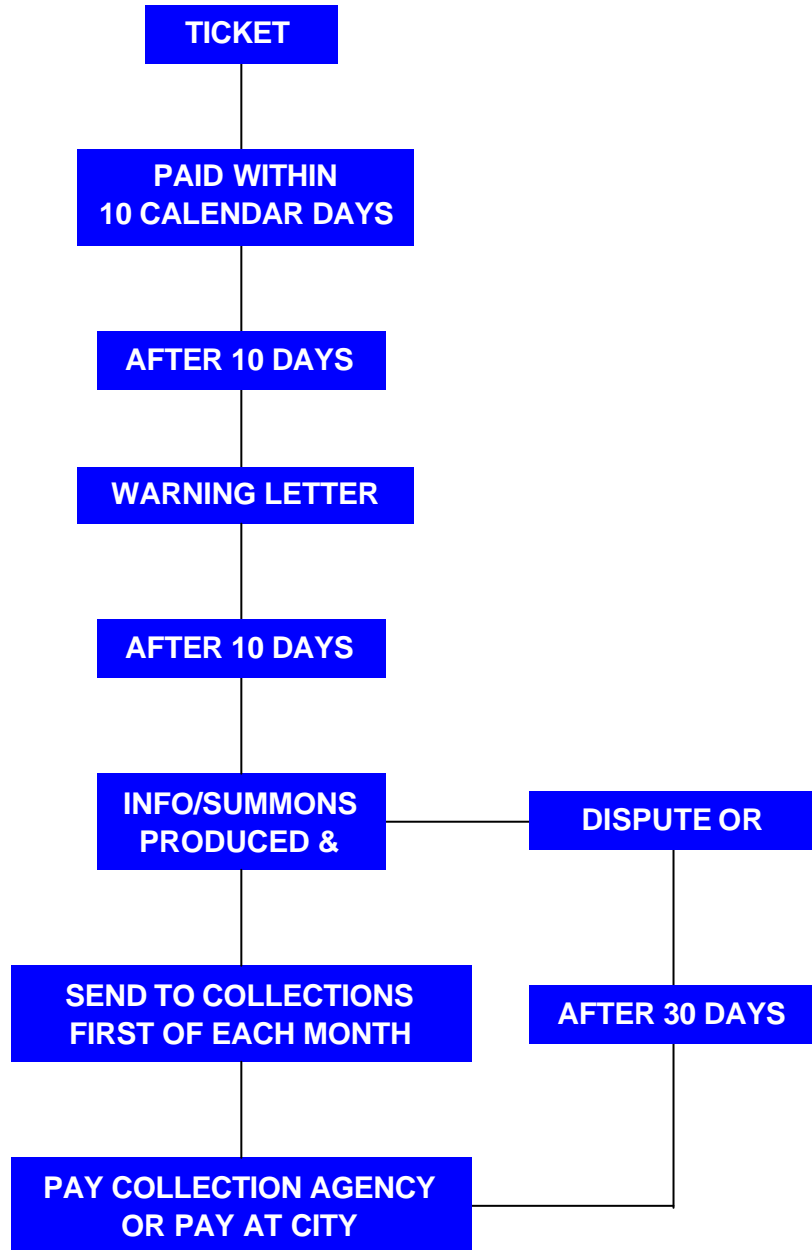 TICKET
PAID WITHIN
10 CALENDAR DAYS
AFTER 10 DAYS
WARNING LETTER
AFTER 10 DAYS
INFO/SUMMONS
PRODUCED &
DISPUTE OR
SEND TO COLLECTIONS
FIRST OF EACH MONTH
AFTER 30 DAYS
PAY COLLECTION AGENCY
OR PAY AT CITY